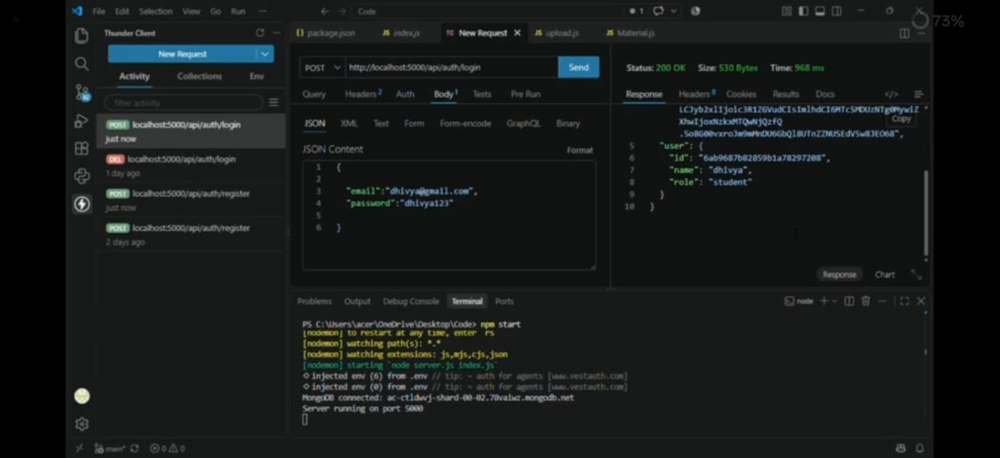 File Edit Selection View Go Run ··· Code 1
73%
Thunder Client
package.json index.js New Request upload.js Material.js
New Request
Activity Collections Env
filter activity
POST localhost:5000/api/auth/login
just now
DEL localhost:5000/api/auth/login
1 day ago
POST localhost:5000/api/auth/register
just now
POST localhost:5000/api/auth/register
2 days ago
POST http://localhost:5000/api/auth/login Send
Query Headers 2 Auth Body 1 Tests Pre Run
JSON XML Text Form Form-encode GraphQL Binary
JSON Content Format
1 {
2
3 "email":"dhivya@gmail.com",
4 "password":"dhivya123"
5
6 }
Status: 200 OK Size: 530 Bytes Time: 968 ms
Response Headers 8 Cookies Results Docs </>
Copy
5 "user": {
6 "id": "6ab9687b82859b1a78297208",
7 "name": "dhivya",
8 "role": "student"
9 }
10 }
Response Chart
Problems Output Debug Console Terminal Ports node
PS C:\Users\acer\OneDrive\Desktop\Code> npm start
[nodemon] to restart at any time, enter rs
[nodemon] watching path(s): *.*
[nodemon] watching extensions: js,mjs,cjs,json
[nodemon] starting `node server.js index.js`
injected env (6) from .env // tip: ~ auth for agents [www.vestauth.com]
injected env (0) from .env // tip: ~ auth for agents [www.vestauth.com]
MongoDB connected: ac-ctldwvj-shard-00-02.78vaiwz.mongodb.net
Server running on port 5000
main* 0 0